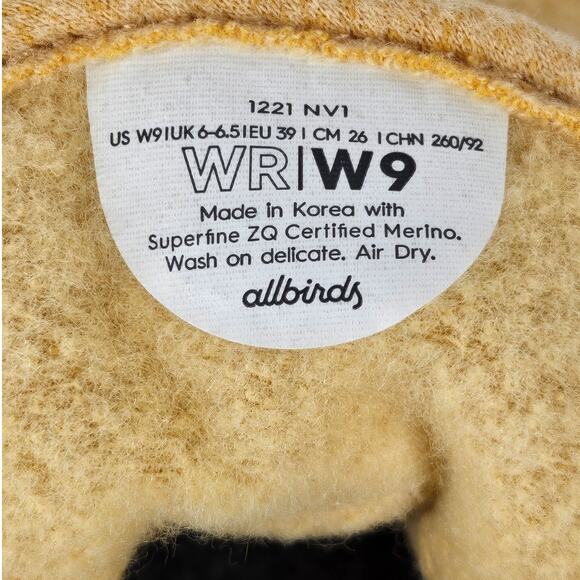 1221 NV1
US W9|UK 6-6.5|EU 39| CM 26 | CHN 260/92
WR|W9
Made in Korea with
Superfine ZQ Certified Merino.
Wash on delicate. Air Dry.
allbirds